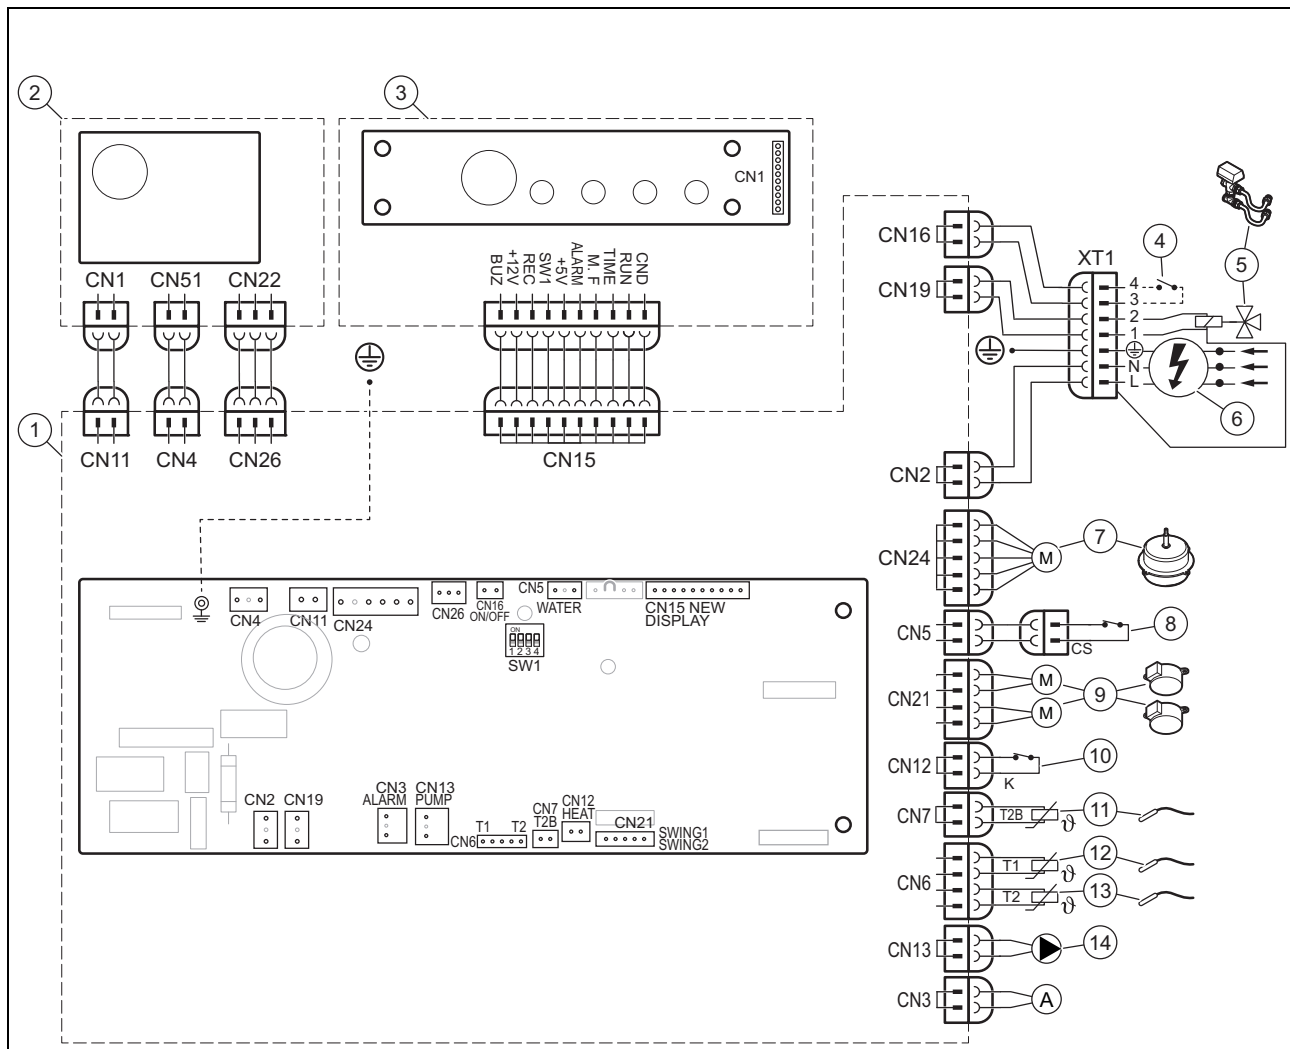 2
3
CN1
CN1 CN51 CN22
BUZ
+12V
REC
SW1
+5V
ALARM
M. F
TIME
RUN
CND
CN16
CN19
XT1
4
5
4
3
2
1
N
L
6
1
CN11 CN4 CN26
CN15
CN2
CN24
M
7
CN5
CS
8
CN21
M
M
9
CN12
K
10
CN7
T2B
ϑ
11
CN6
T1
ϑ
12
T2
ϑ
13
CN13
14
CN3
A
CN4
CN11
CN24
CN26
CN16
ON/OFF
CN5
WATER
CN15 NEW
DISPLAY
ON
1 2 3 4
SW1
CN2 CN19
CN3
ALARM
CN13
PUMP
CN6
T1 T2
CN7
T2B
CN12
HEAT
CN21
SWING1
SWING2